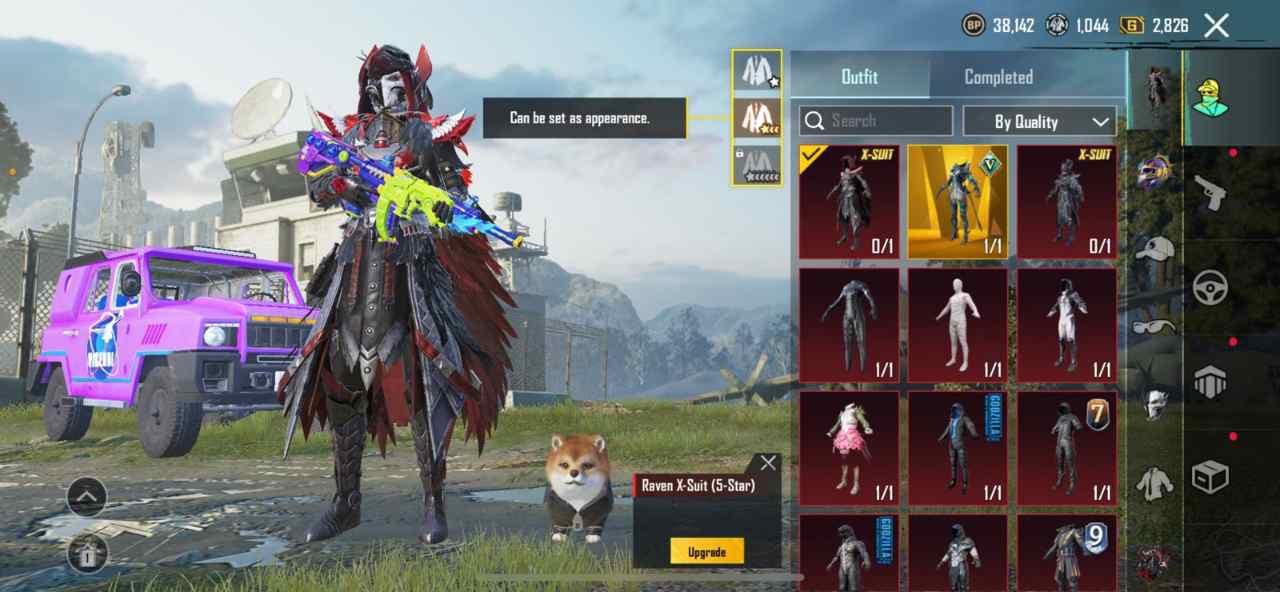 BP 38,142
1,044
G 2,826
Outfit
Completed
Can be set as appearance.
Search
By Quality
X-SUIT
0/1
V
1/1
X-SUIT
0/1
1/1
1/1
1/1
1/1
GODZILLA
1/1
7
1/1
GODZILLA
9
Raven X-Suit (5-Star)
Upgrade
1